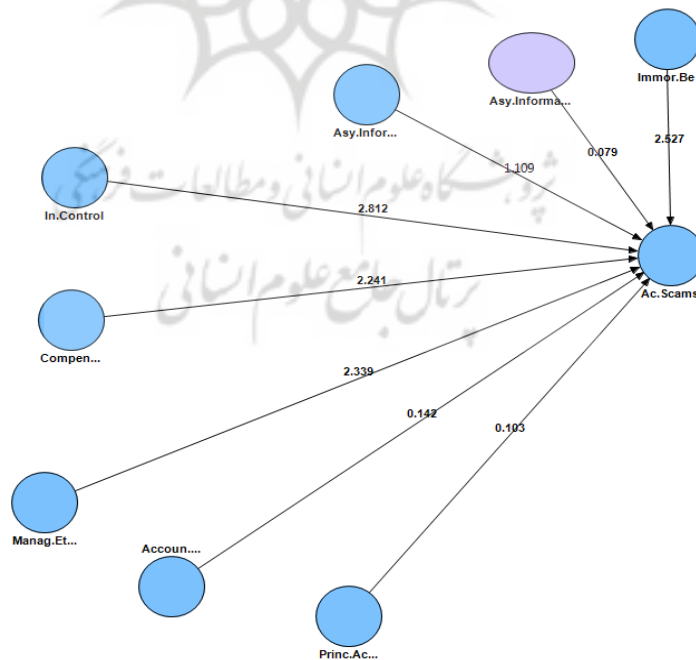 Immor.Be
Asy.Informa...
Asy.Infor...
0.079
2.527
1.109
پژوهشگاه علوم انسانی و مطالعات فرهنگی
In.Control
2.812
پرتال جامع علوم انسانی
2.241
Ac.Scams
Compen...
2.339
0.142
0.103
Manag.Et...
Accoun....
Princ.Ac...